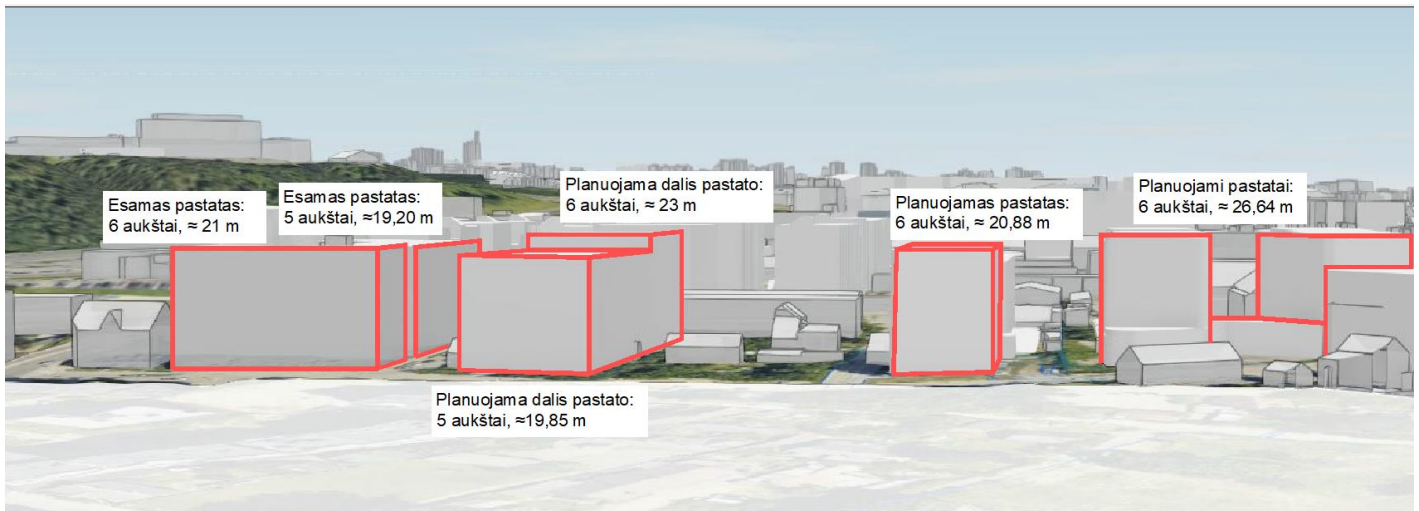 Esamas pastatas:
6 aukštai, ≈ 21 m
Esamas pastatas:
5 aukštai, ≈19,20 m
Planuojama dalis pastato:
6 aukštai, ≈ 23 m
Planuojamas pastatas:
6 aukštai, ≈ 20,88 m
Planuojami pastatai:
6 aukštai, ≈ 26,64 m
Planuojama dalis pastato:
5 aukštai, ≈19,85 m